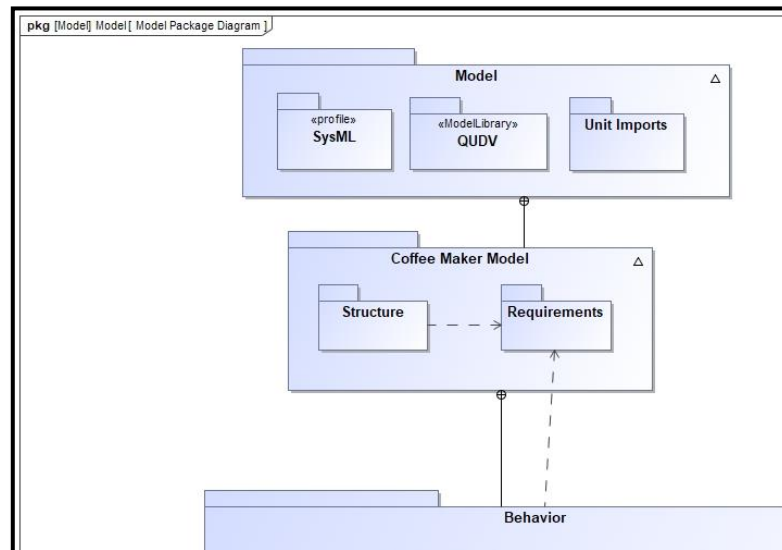 pkg [Model] Model [ Model Package Diagram ]
Model
«profile»
SysML
«ModelLibrary»
QUDV
Unit Imports
Coffee Maker Model
Structure
Requirements
Behavior